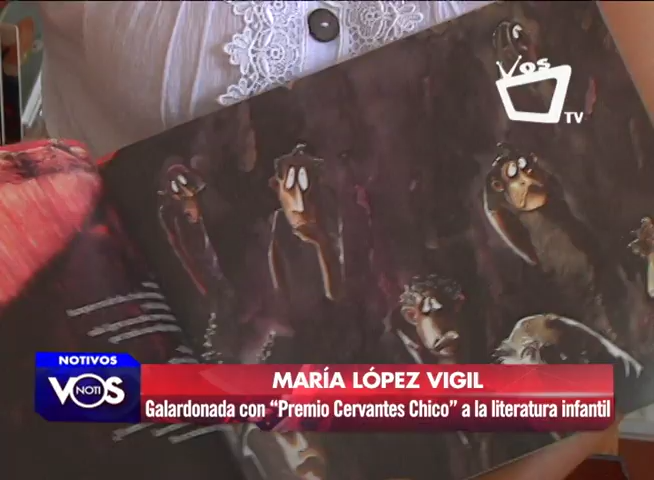 Vos
TV
NOTIVOS
VOS
NOTI
MARÍA LÓPEZ VIGIL
Galardonada con “Premio Cervantes Chico” a la literatura infantil